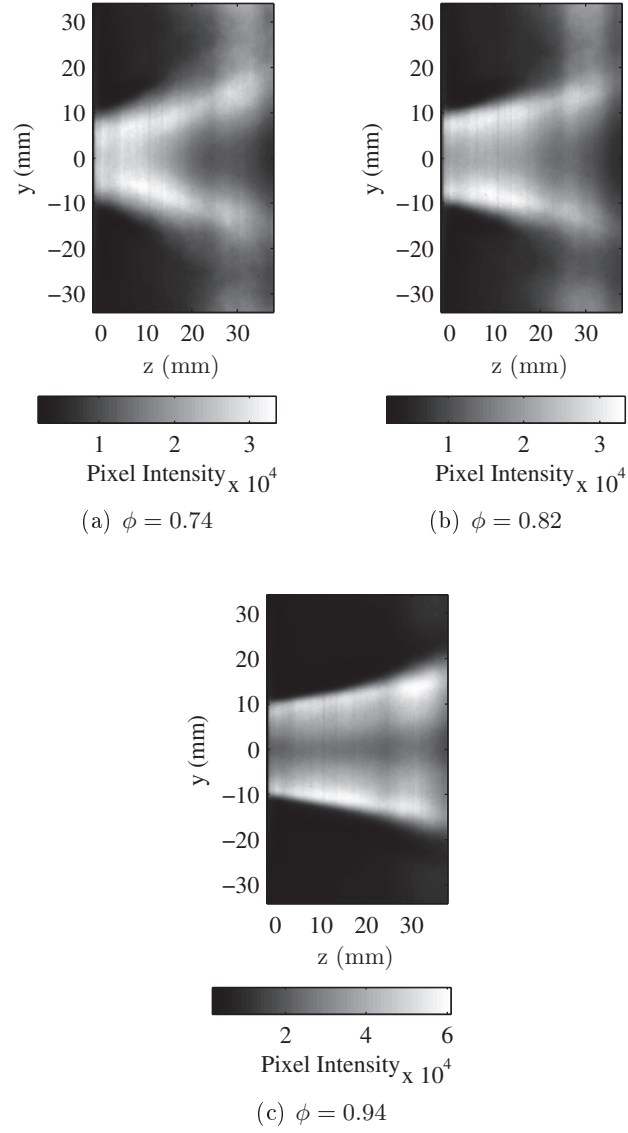 30
20
10
0
−10
−20
−30
y (mm)
0 10 20 30
z (mm)
1 2 3
Pixel Intensity x 10^4
(a) ϕ = 0.74
30
20
10
0
−10
−20
−30
y (mm)
0 10 20 30
z (mm)
1 2 3
Pixel Intensity x 10^4
(b) ϕ = 0.82
30
20
10
0
−10
−20
−30
y (mm)
0 10 20 30
z (mm)
2 4 6
Pixel Intensity x 10^4
(c) ϕ = 0.94